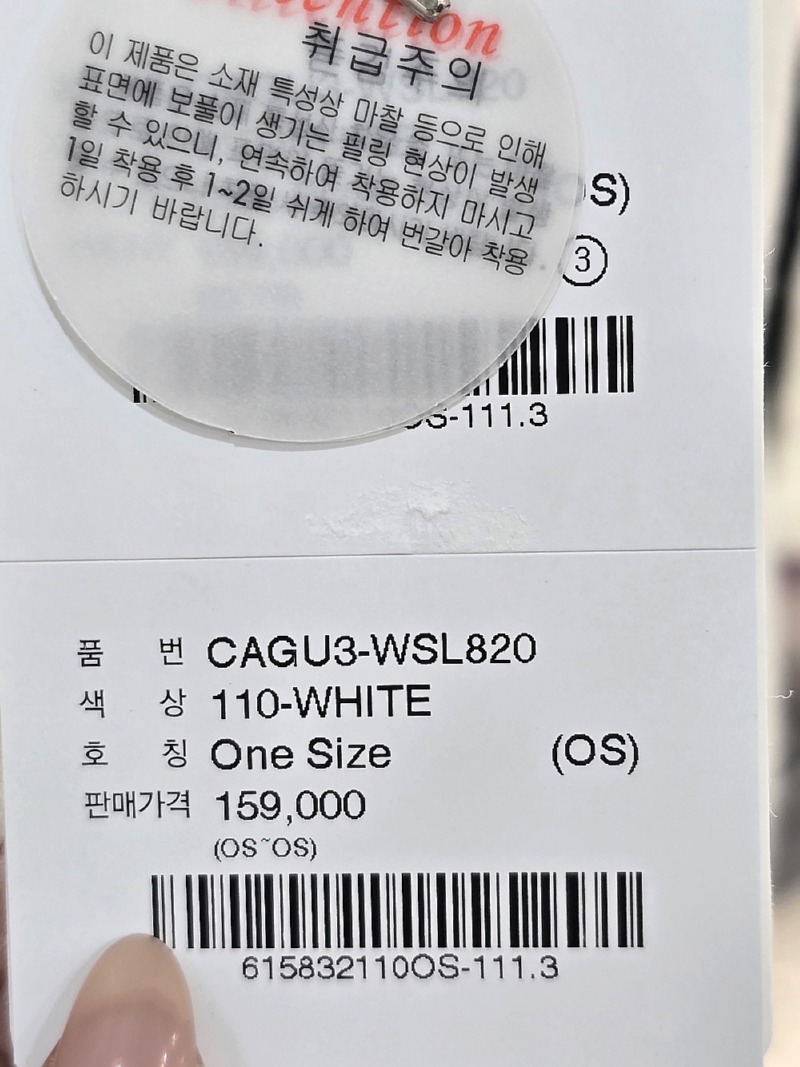 Attention
취급주의
이 제품은 소재 특성상 마찰 등으로 인해
표면에 보풀이 생기는 필링 현상이 발생
할 수 있으니, 연속하여 착용하지 마시고
1일 착용 후 1~2일 쉬게 하여 번갈아 착용
하시기 바랍니다.
OS)
3
OS-111.3
품 번 CAGU3-WSL820
색 상 110-WHITE
호 칭 One Size (OS)
판매가격 159,000
(OS~OS)
615832110OS-111.3